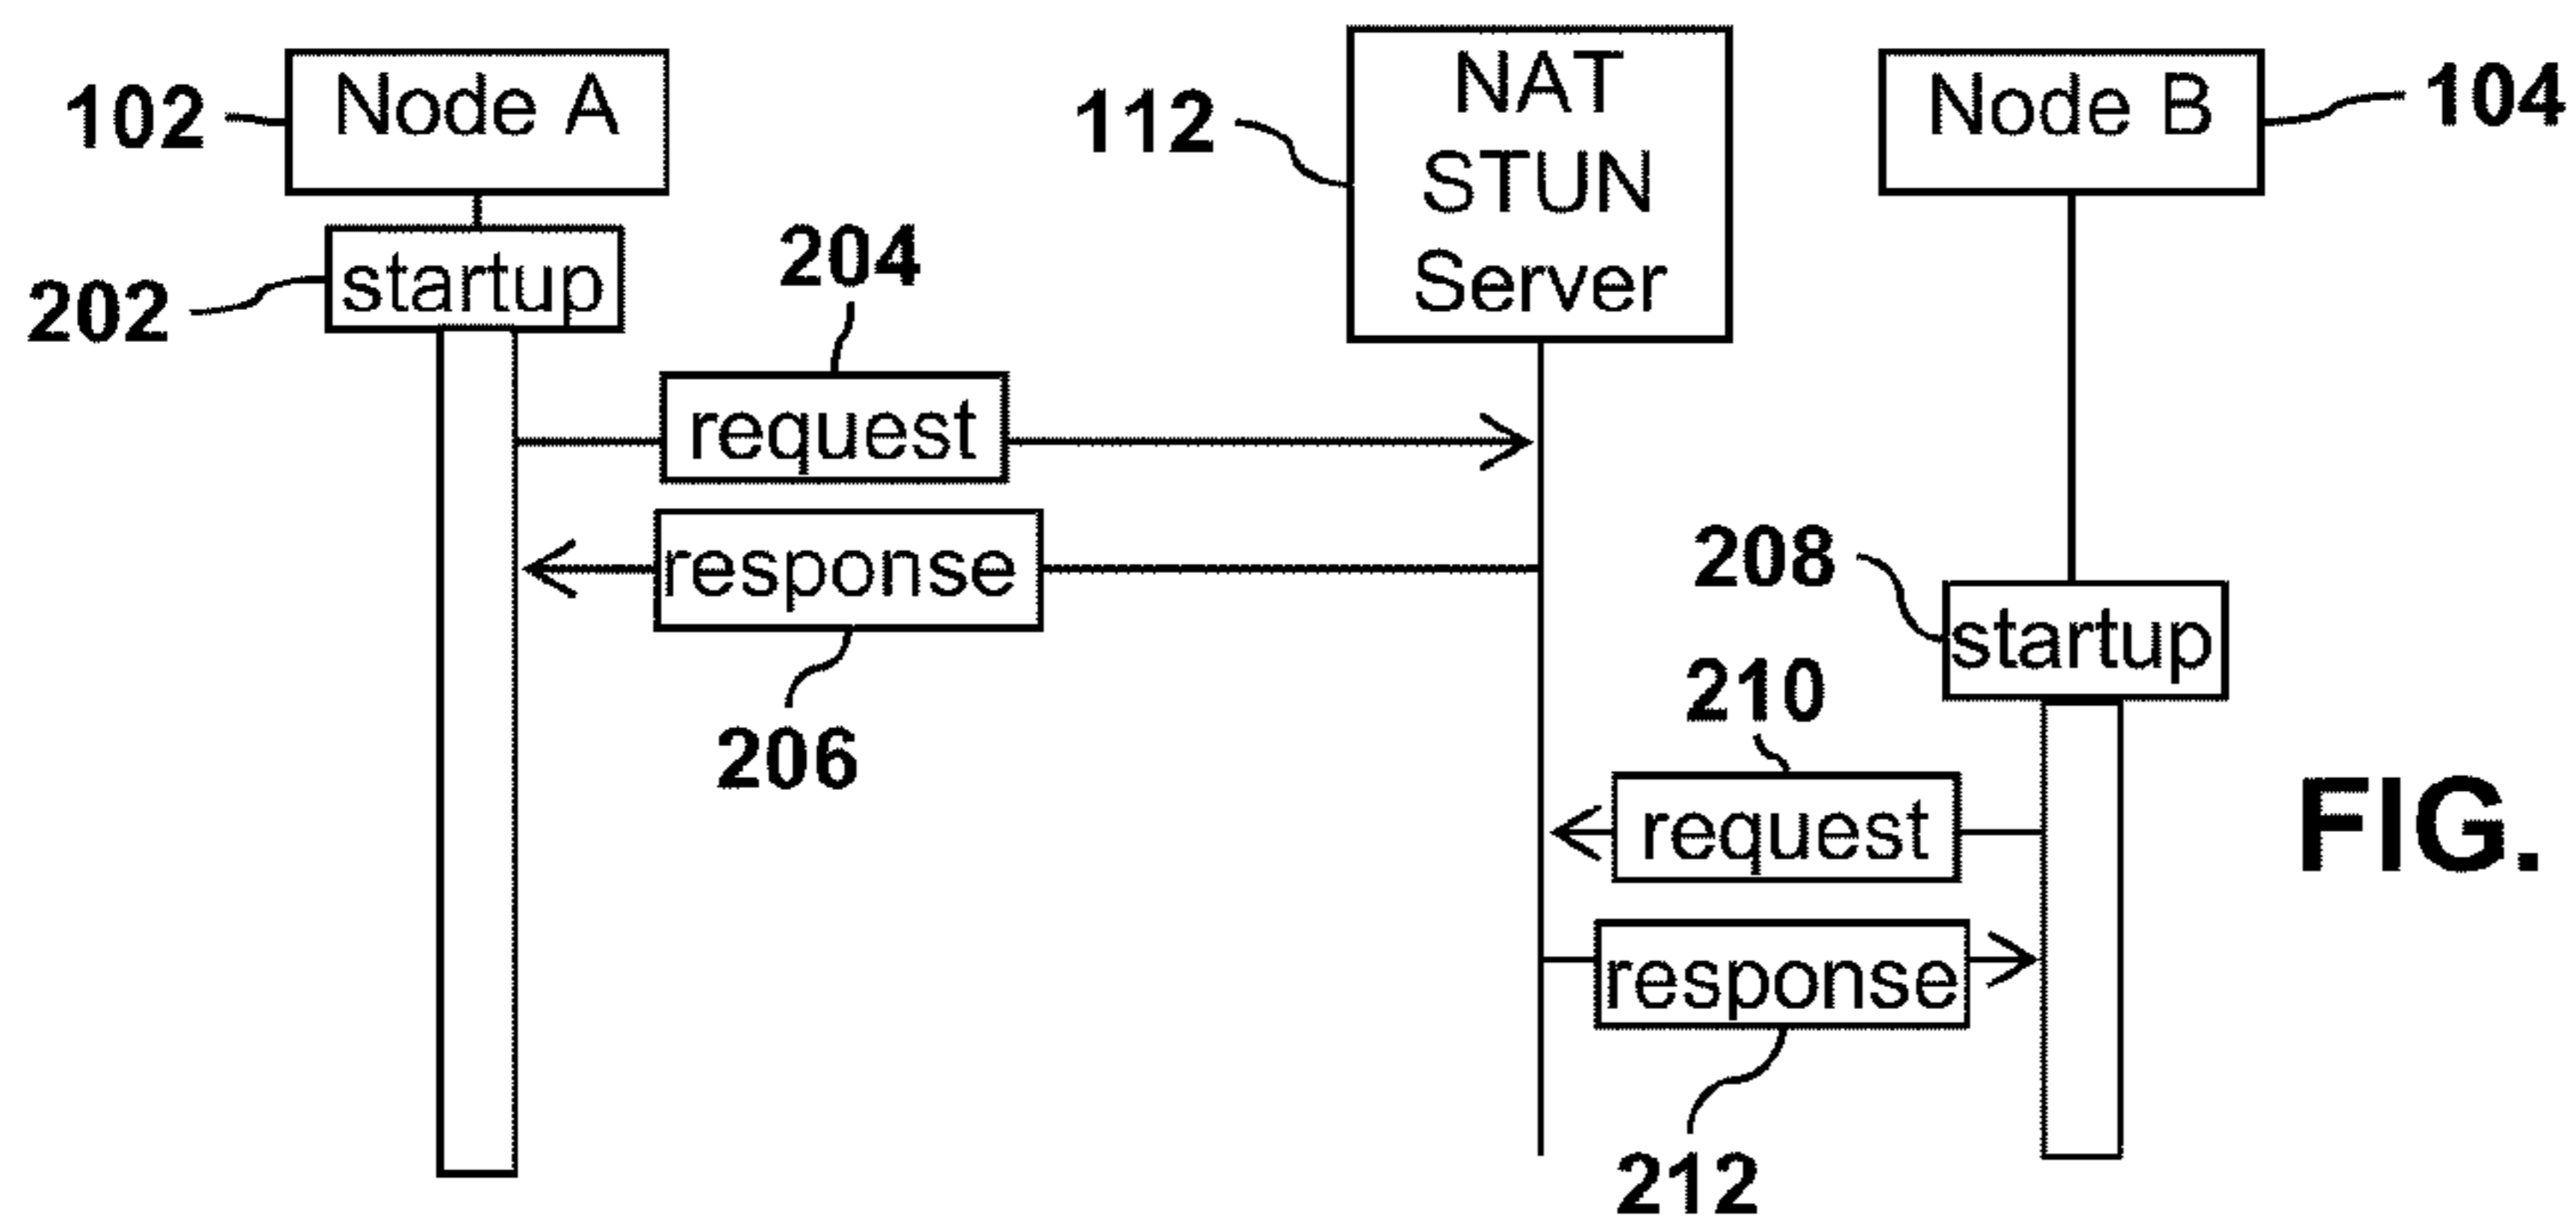 102
Node A
112
NAT
STUN
Server
Node B
104
202
startup
204
request
response
206
208
startup
210
request
response
212
FIG.